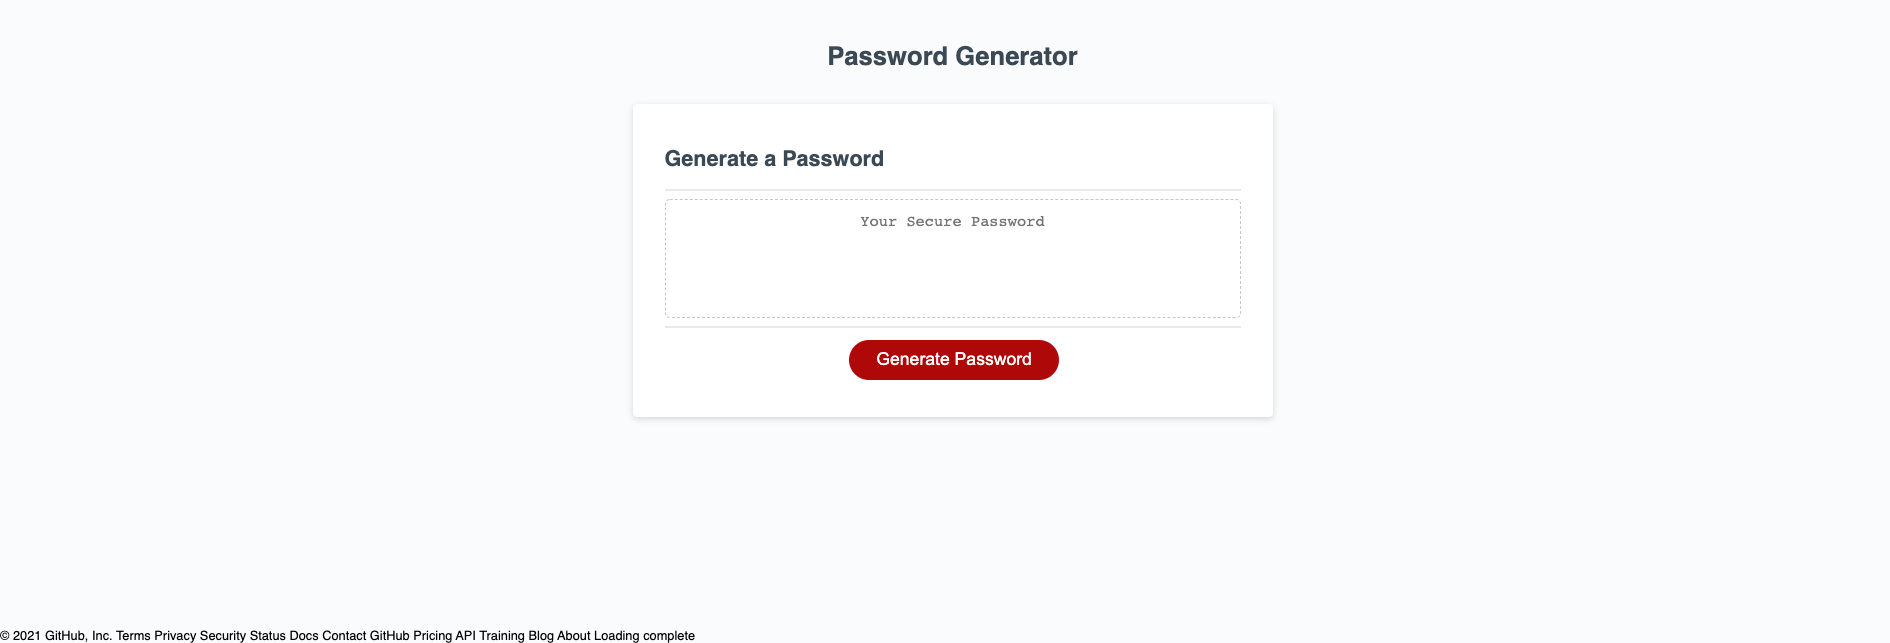 Password Generator
Generate a Password
Your Secure Password
Generate Password
© 2021 GitHub, Inc. Terms Privacy Security Status Docs Contact GitHub Pricing API Training Blog About Loading complete